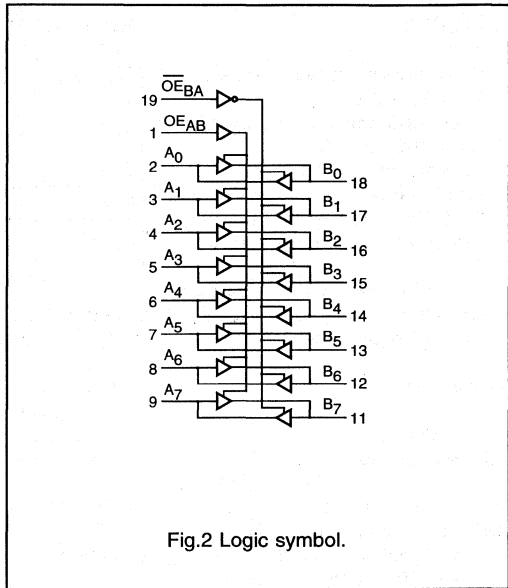 19 O̅E̅BA
1 OEAB
2 A0
B0 18
3 A1
B1 17
4 A2
B2 16
5 A3
B3 15
6 A4
B4 14
7 A5
B5 13
8 A6
B6 12
9 A7
B7 11
Fig.2 Logic symbol.